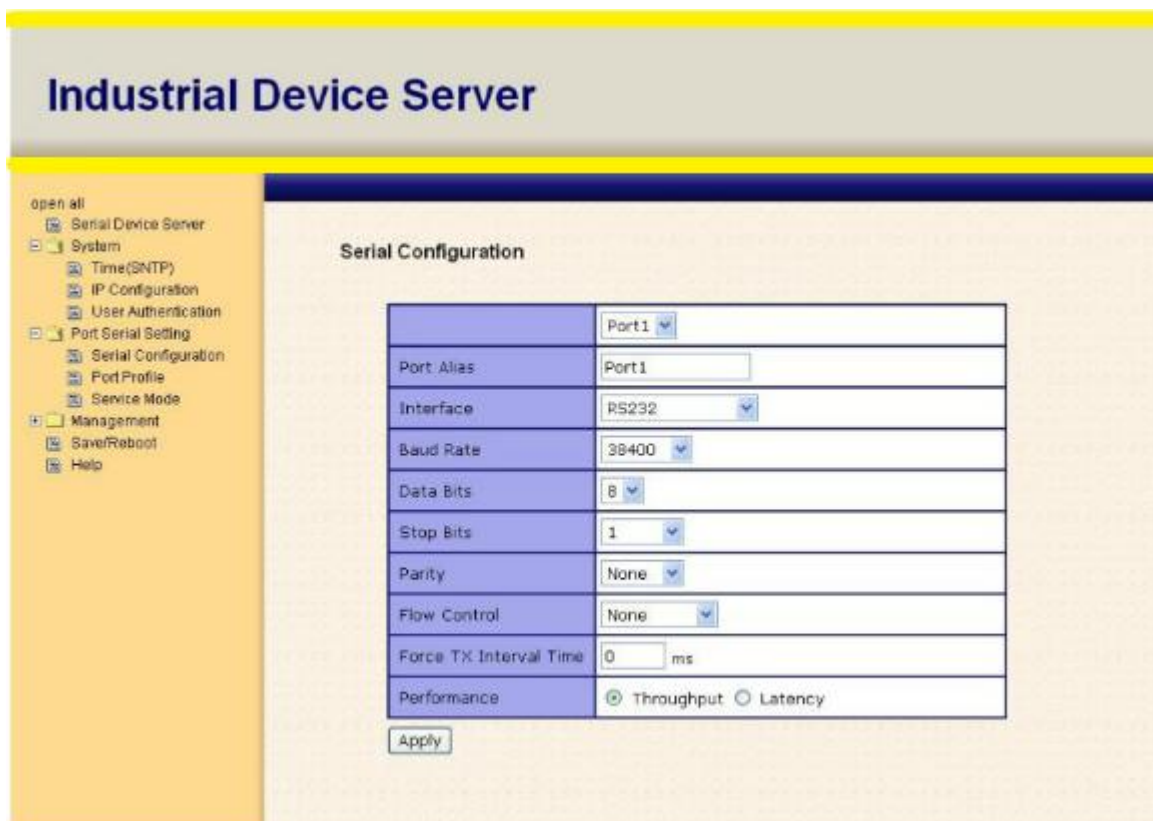 Industrial Device Server
open all
Serial Device Server
System
Time(SNTP)
IP Configuration
User Authentication
Port Serial Setting
Serial Configuration
Port Profile
Service Mode
Management
Save/Reboot
Help
Serial Configuration
Port1
Port Alias Port1
Interface RS232
Baud Rate 38400
Data Bits 8
Stop Bits 1
Parity None
Flow Control None
Force TX Interval Time 0 ms
Performance Throughput Latency
Apply